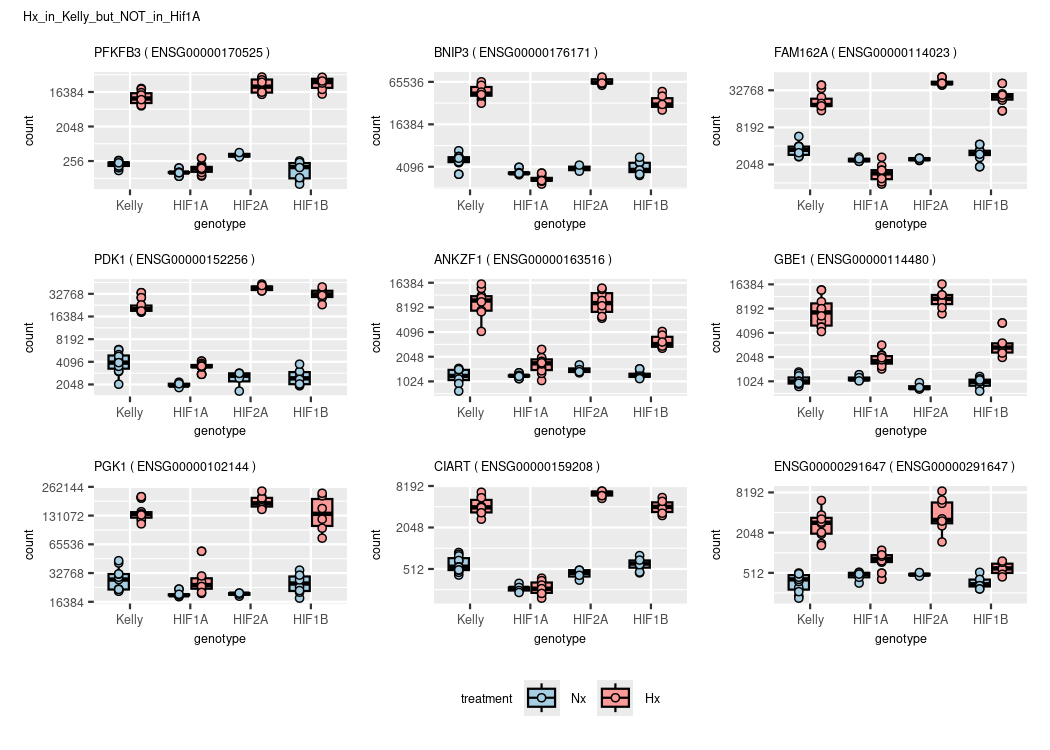 Hx_in_Kelly_but_NOT_in_Hif1A
PFKFB3 ( ENSG00000170525 )
BNIP3 ( ENSG00000176171 )
FAM162A ( ENSG00000114023 )
count
16384
2048
256
count
65536
16384
4096
count
32768
8192
2048
Kelly HIF1A HIF2A HIF1B
Kelly HIF1A HIF2A HIF1B
Kelly HIF1A HIF2A HIF1B
genotype
genotype
genotype
PDK1 ( ENSG00000152256 )
ANKZF1 ( ENSG00000163516 )
GBE1 ( ENSG00000114480 )
count
32768
16384
8192
4096
2048
count
16384
8192
4096
2048
1024
count
16384
8192
4096
2048
1024
Kelly HIF1A HIF2A HIF1B
Kelly HIF1A HIF2A HIF1B
Kelly HIF1A HIF2A HIF1B
genotype
genotype
genotype
PGK1 ( ENSG00000102144 )
CIART ( ENSG00000159208 )
ENSG00000291647 ( ENSG00000291647 )
count
262144
131072
65536
32768
16384
count
8192
2048
512
count
8192
2048
512
Kelly HIF1A HIF2A HIF1B
Kelly HIF1A HIF2A HIF1B
Kelly HIF1A HIF2A HIF1B
genotype
genotype
genotype
treatment Nx Hx